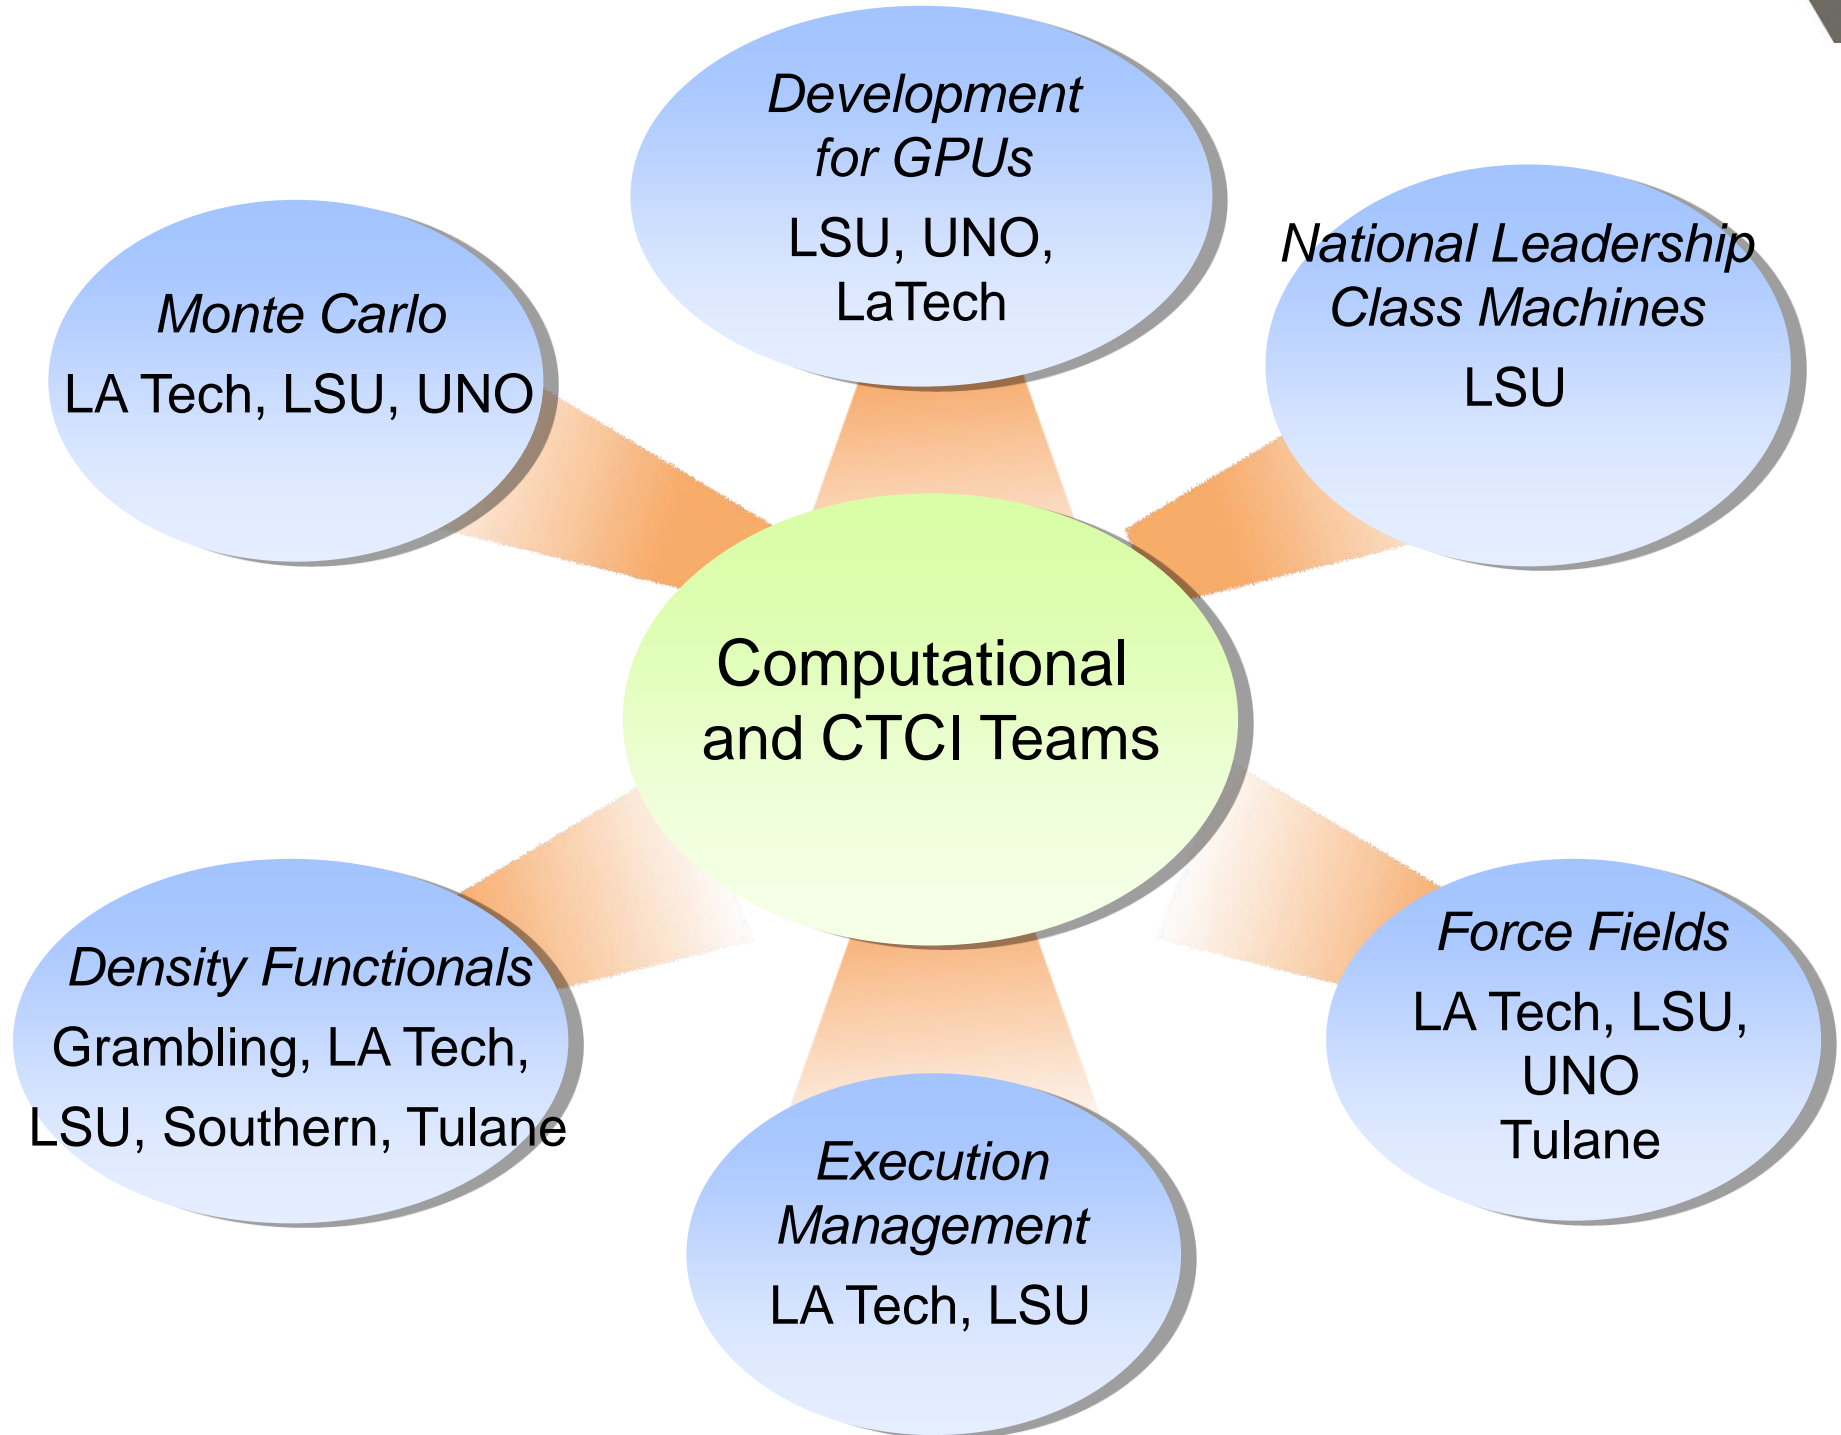 Development
for GPUs
LSU, UNO,
LaTech
National Leadership
Class Machines
LSU
Monte Carlo
LA Tech, LSU, UNO
Computational
and CTCI Teams
Density Functionals
Grambling, LA Tech,
LSU, Southern, Tulane
Force Fields
LA Tech, LSU,
UNO
Tulane
Execution
Management
LA Tech, LSU